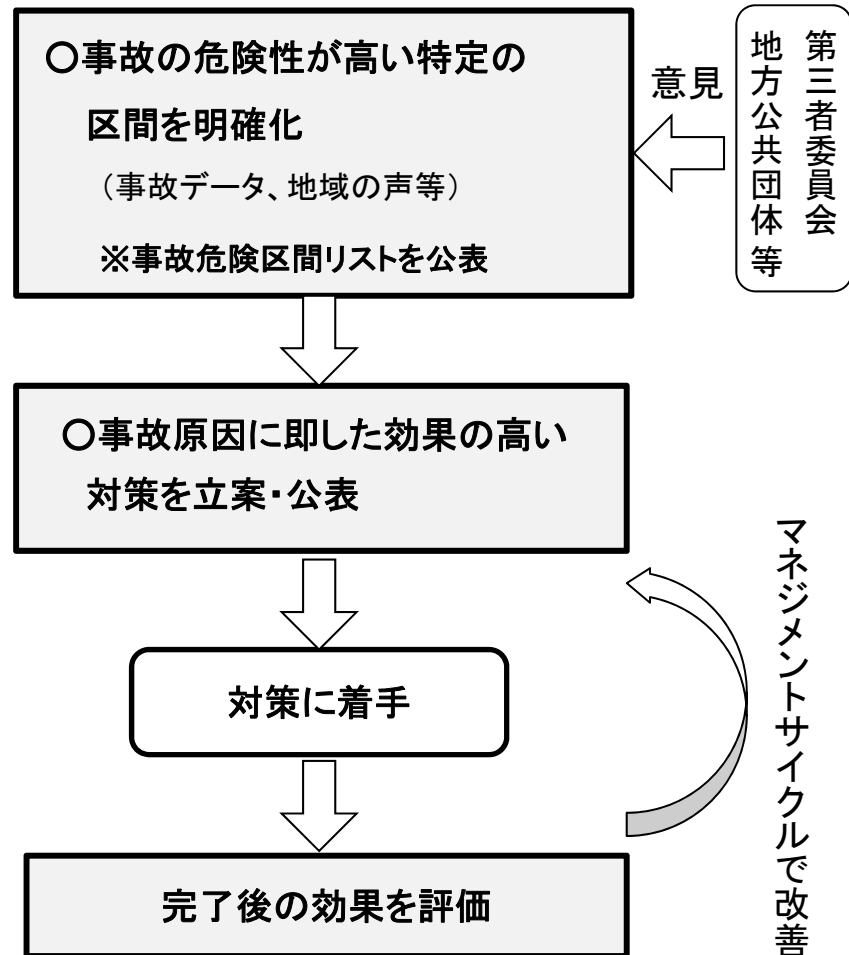 ○事故の危険性が高い特定の
区間を明確化
（事故データ、地域の声等）
※事故危険区間リストを公表
意見
第三者委員会
地方公共団体 等
○事故原因に即した効果の高い
対策を立案・公表
対策に着手
完了後の効果を評価
マネジメントサイクルで改善